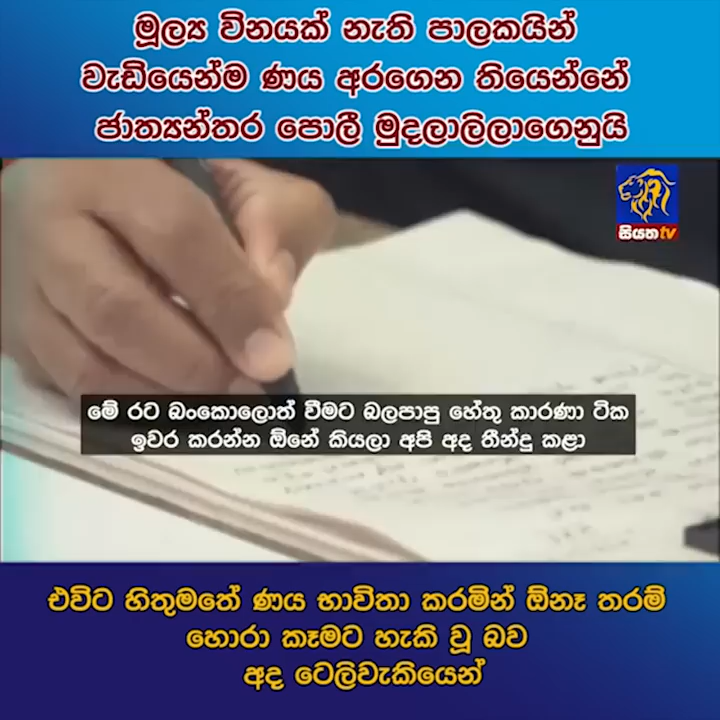 මූල්‍ය විනයක් නැති පාලකයින්
වැඩියෙන්ම ණය අරගෙන තියෙන්නේ
ජාත්‍යන්තර පොලී මුදලාලිලාගෙනුයි
සියත tv
මේ රට බංකොලොත් වීමට බලපාපු හේතු කාරණා ටික
ඉවර කරන්න ඕනේ කියලා අපි අද තීන්දු කළා
එවිට හිතුමතේ ණය භාවිතා කරමින් ඕනෑ තරම්
හොරා කෑමට හැකි වූ බව
අද ටෙලිවැකියෙන්